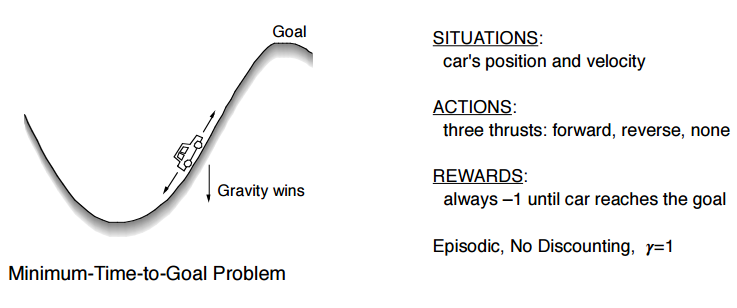 Goal
Gravity wins
Minimum-Time-to-Goal Problem
SITUATIONS:
car's position and velocity
ACTIONS:
three thrusts: forward, reverse, none
REWARDS:
always –1 until car reaches the goal
Episodic, No Discounting, γ=1